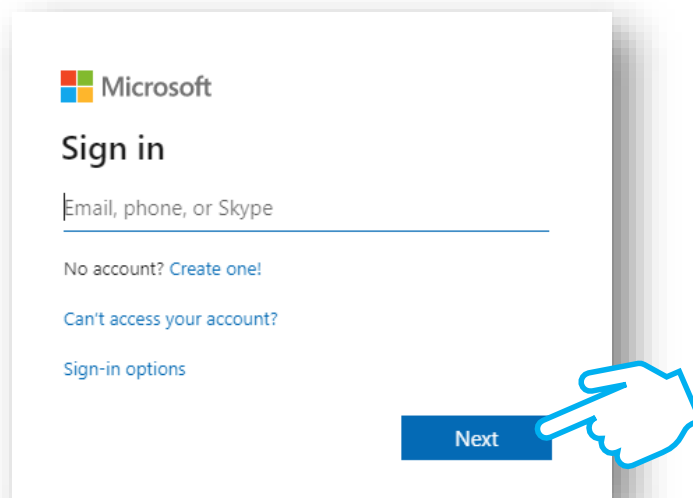 Microsoft
Sign in
Email, phone, or Skype
No account? Create one!
Can't access your account?
Sign-in options
Next